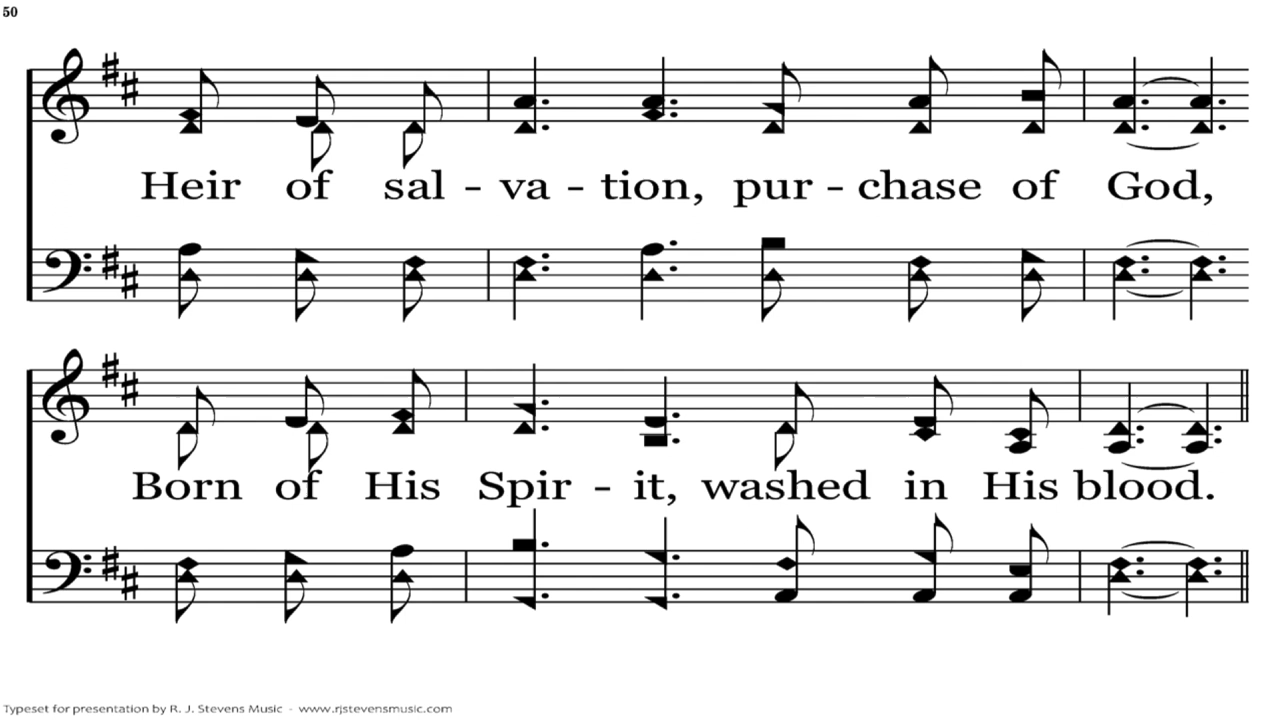 50
Heir of sal - va - tion, pur - chase of God,
Born of His Spir - it, washed in His blood.
Typeset for presentation by R. J. Stevens Music - www.rjstevensmusic.com